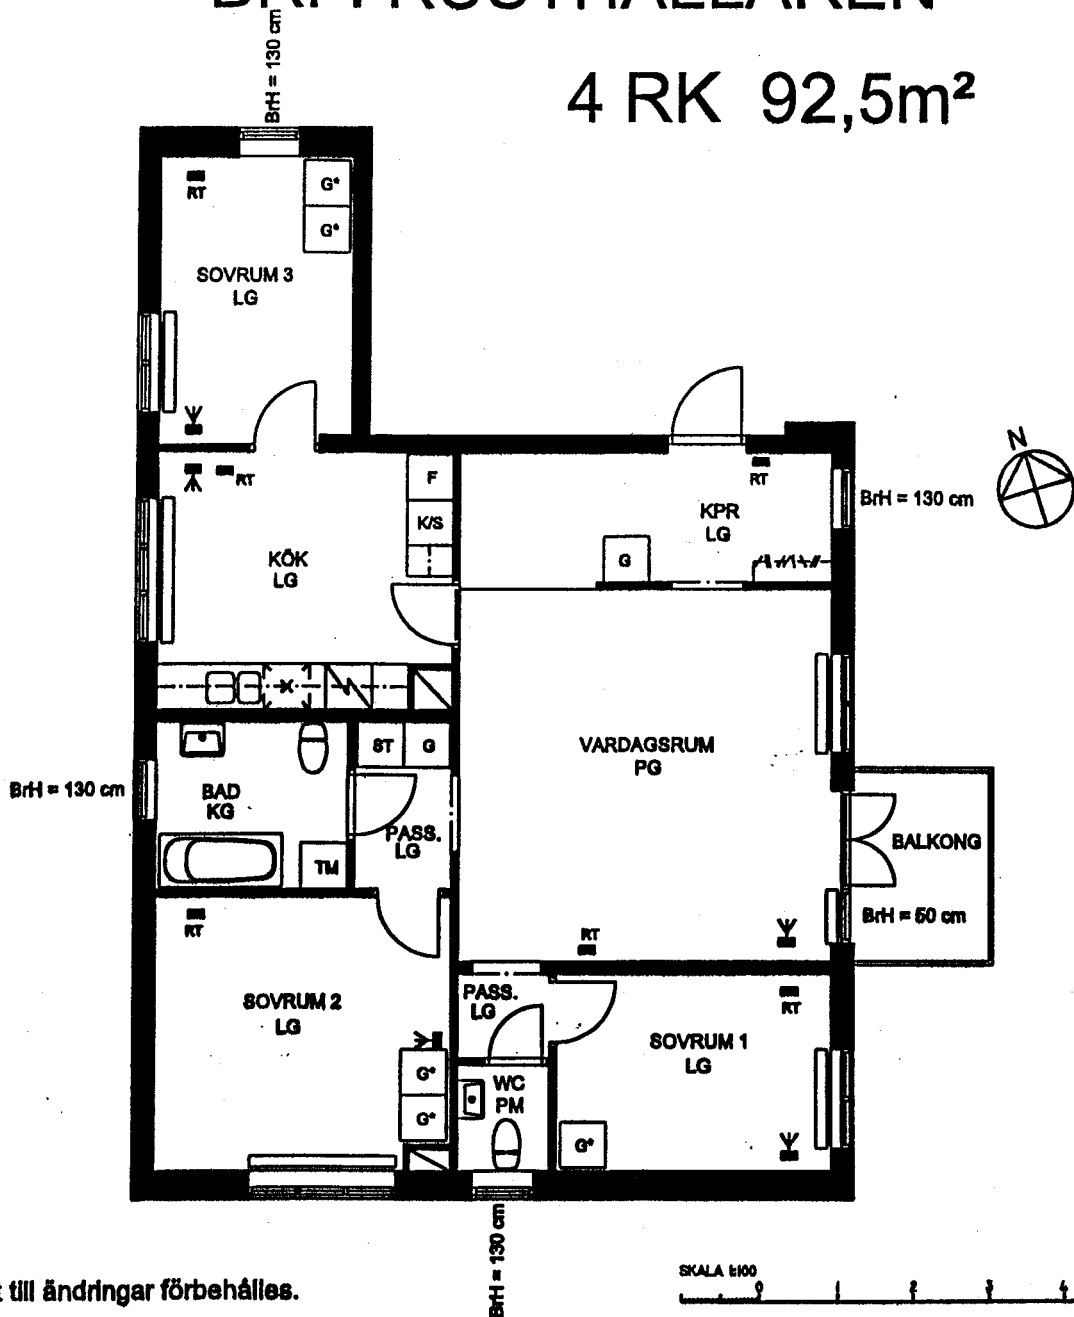 4 RK 92,5m²
BrH = 130 cm
RT
G*
G*
SOVRUM 3
LG
N
RT
F
K/S
KÖK
LG
RT
KPR
LG
G
BrH = 130 cm
ST
G
VARDAGSRUM
PG
BrH = 130 cm
BAD
KG
PASS.
LG
TM
BALKONG
BrH = 50 cm
RT
RT
SOVRUM 2
LG
G*
G*
PASS.
LG
WC
PM
RT
SOVRUM 1
LG
G*
BrH = 130 cm
till ändringar förbehålles.
SKALA 1:100
0 1 2 3 4